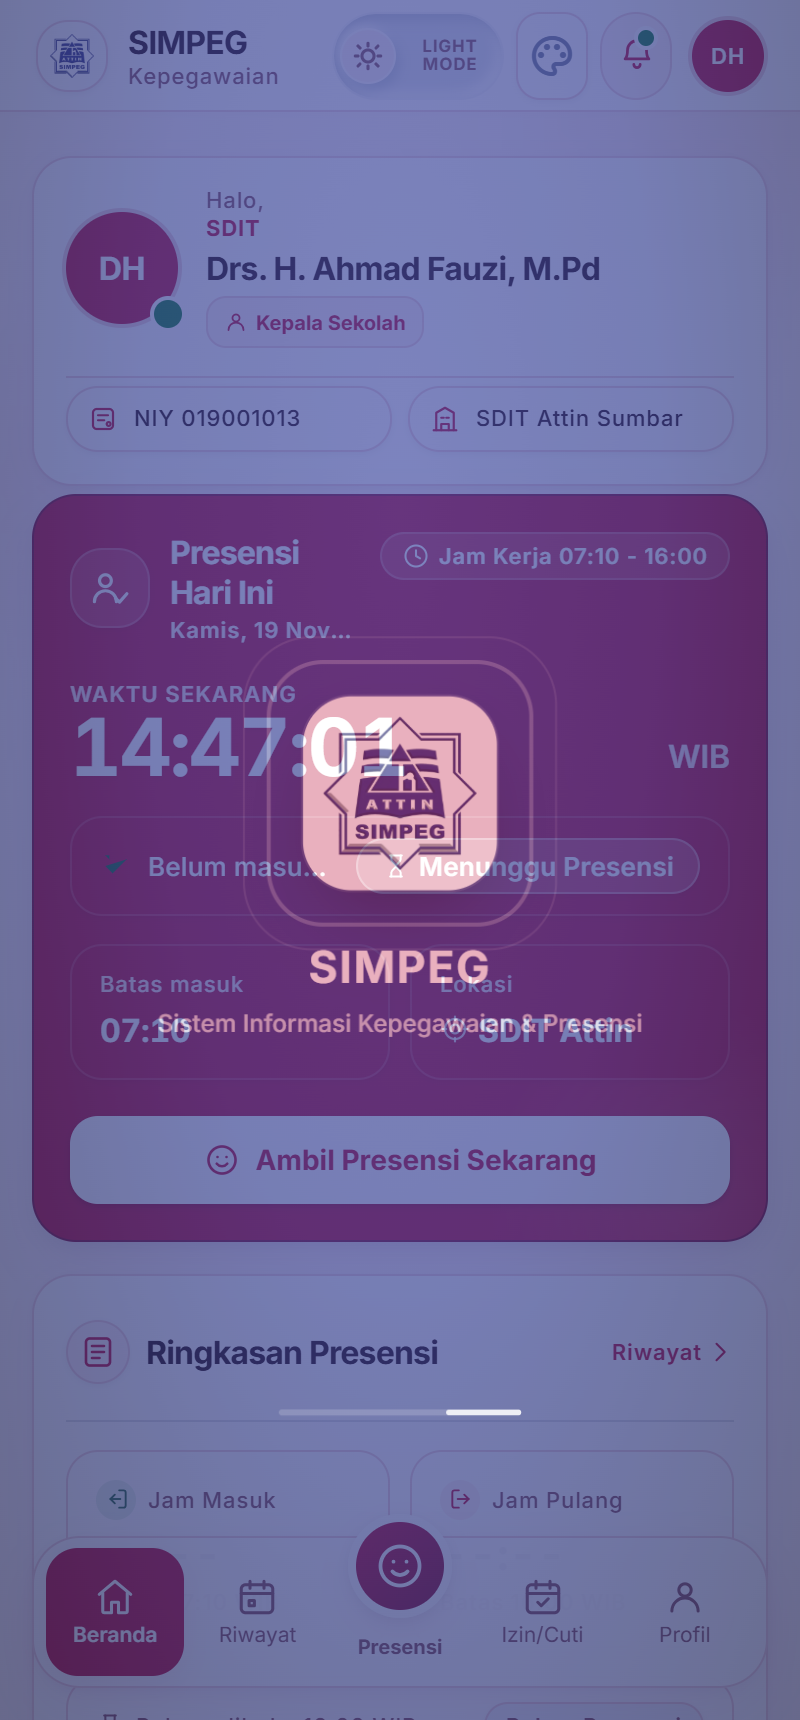 SIMPEG
Kepegawaian
SIMPEG
LIGHT
MODE
DH
DH
Halo,
SDIT
Drs. H. Ahmad Fauzi, M.Pd
Kepala Sekolah
NIY 019001013
SDIT Attin Sumbar
Presensi
Hari Ini
Kamis, 19 Nov...
Jam Kerja 07:10 - 16:00
WAKTU SEKARANG
14:47:01
WIB
ATTIN
SIMPEG
Belum masu...
Menunggu Presensi
SIMPEG
Batas masuk
Lokasi
Sistem Informasi Kepegawaian & Presensi
07:10
SDIT Attin
Ambil Presensi Sekarang
Ringkasan Presensi
Riwayat
Jam Masuk
Jam Pulang
Beranda
Riwayat
Presensi
Izin/Cuti
Profil